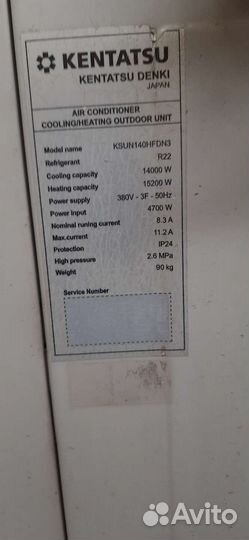 KENTATSU
KENTATSU DENKI
JAPAN
AIR CONDITIONER
COOLING/HEATING OUTDOOR UNIT
Model name KSUN140HFDN3
Refrigerant R22
Cooling capacity 14000 W
Heating capacity 15200 W
Power supply 380V - 3F - 50Hz
Power input 4700 W
Nominal runing current 8.3 A
Max.current 11.2 A
Protection IP24
High pressure 2.6 MPa
Weight 90 kg
Service Number
Avito